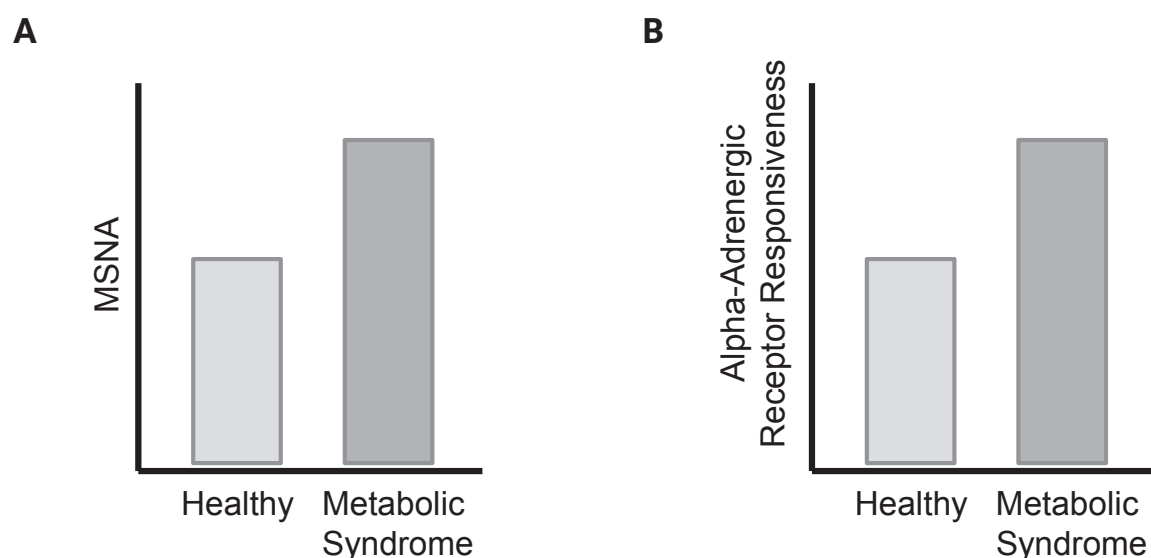 A
MSNA
Healthy
Metabolic
Syndrome
B
Alpha-Adrenergic
Receptor Responsiveness
Healthy
Metabolic
Syndrome